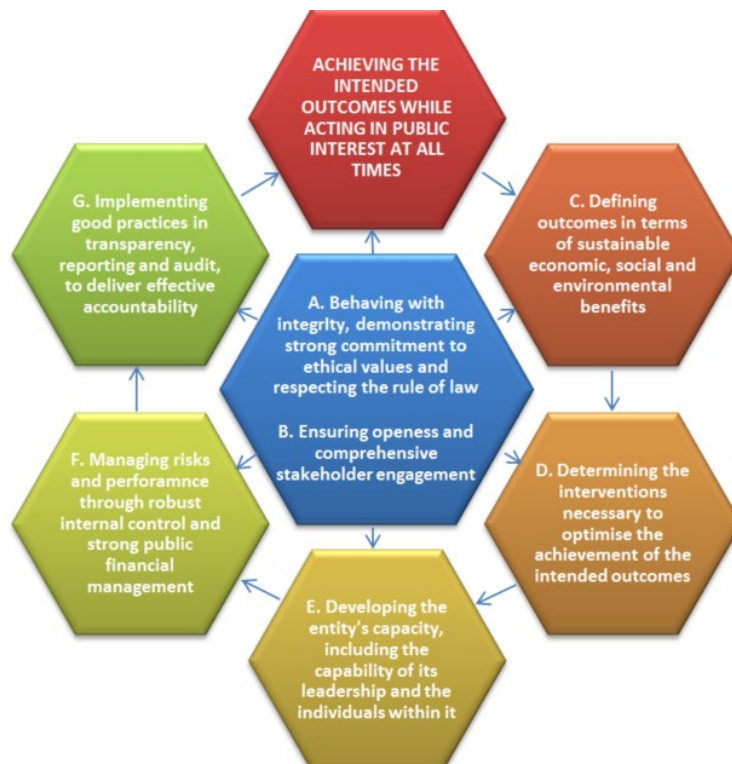 ACHIEVING THE
INTENDED
OUTCOMES WHILE
ACTING IN PUBLIC
INTEREST AT ALL
TIMES
G. Implementing
good practices in
transparency,
reporting and audit,
to deliver effective
accountability
C. Defining
outcomes in terms
of sustainable
economic, social and
environmental
benefits
A. Behaving with
integrIty, demonstrating
strong commitment to
ethical values and
respecting the rule of law
B. Ensuring openess and
comprehensive
stakeholder engagement
F. Managing risks
and perforamnce
through robust
internal control and
strong public
financial
management
D. Determining the
interventions
necessary to
optimise the
achievement of the
intended outcomes
E. Developing the
entity's capacity,
including the
capability of its
leadership and the
individuals within it